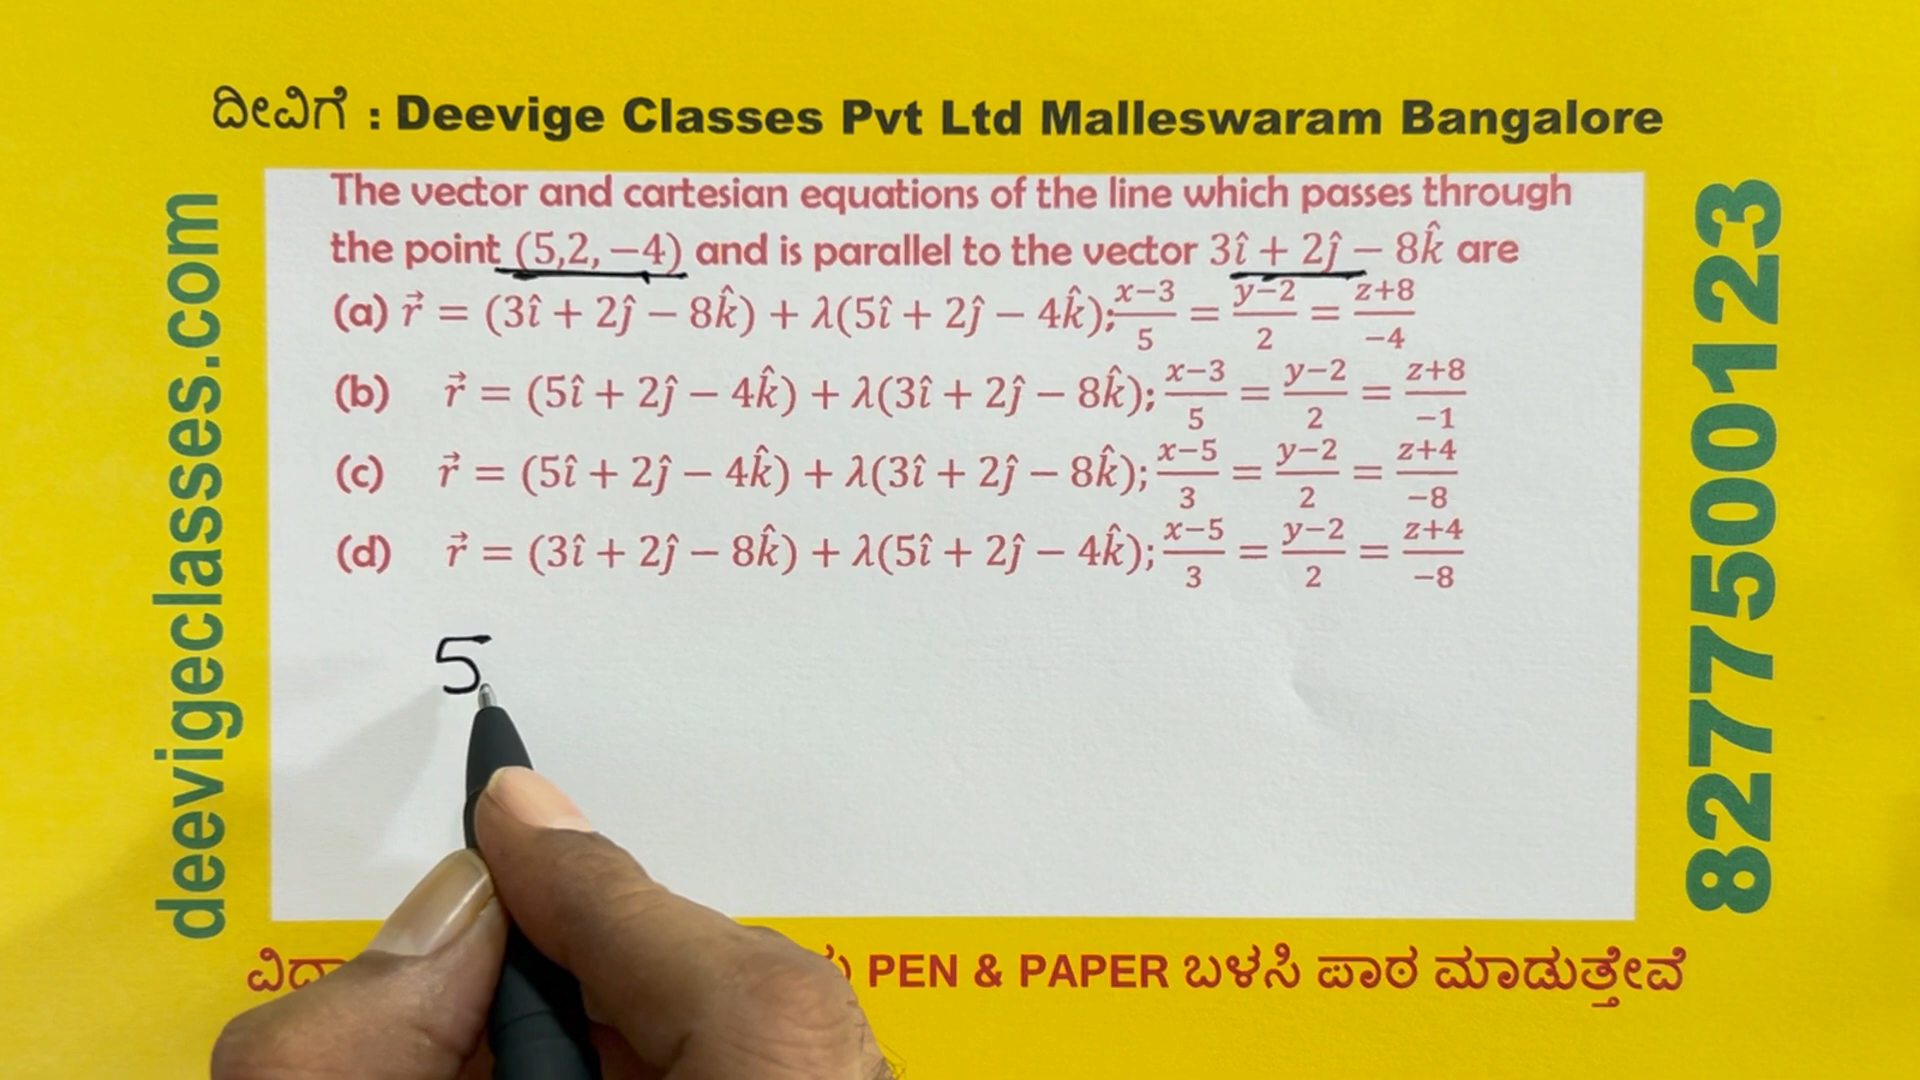 ದೀವಿಗೆ : Deevige Classes Pvt Ltd Malleswaram Bangalore
deevigeclasses.com
The vector and cartesian equations of the line which passes through
the point (5,2,−4) and is parallel to the vector 3î + 2ĵ − 8k̂ are
(a) r⃗ = (3î + 2ĵ − 8k̂) + λ(5î + 2ĵ − 4k̂); (x−3)/5 = (y−2)/2 = (z+8)/−4
(b) r⃗ = (5î + 2ĵ − 4k̂) + λ(3î + 2ĵ − 8k̂); (x−3)/5 = (y−2)/2 = (z+8)/−1
(c) r⃗ = (5î + 2ĵ − 4k̂) + λ(3î + 2ĵ − 8k̂); (x−5)/3 = (y−2)/2 = (z+4)/−8
(d) r⃗ = (3î + 2ĵ − 8k̂) + λ(5î + 2ĵ − 4k̂); (x−5)/3 = (y−2)/2 = (z+4)/−8
5
8277500123
PEN & PAPER ಬಳಸಿ ಪಾಠ ಮಾಡುತ್ತೇವೆ